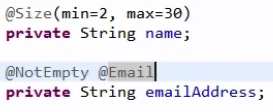 @Size(min=2, max=30)
private String name;
@NotEmpty @Email
private String emailAddress;